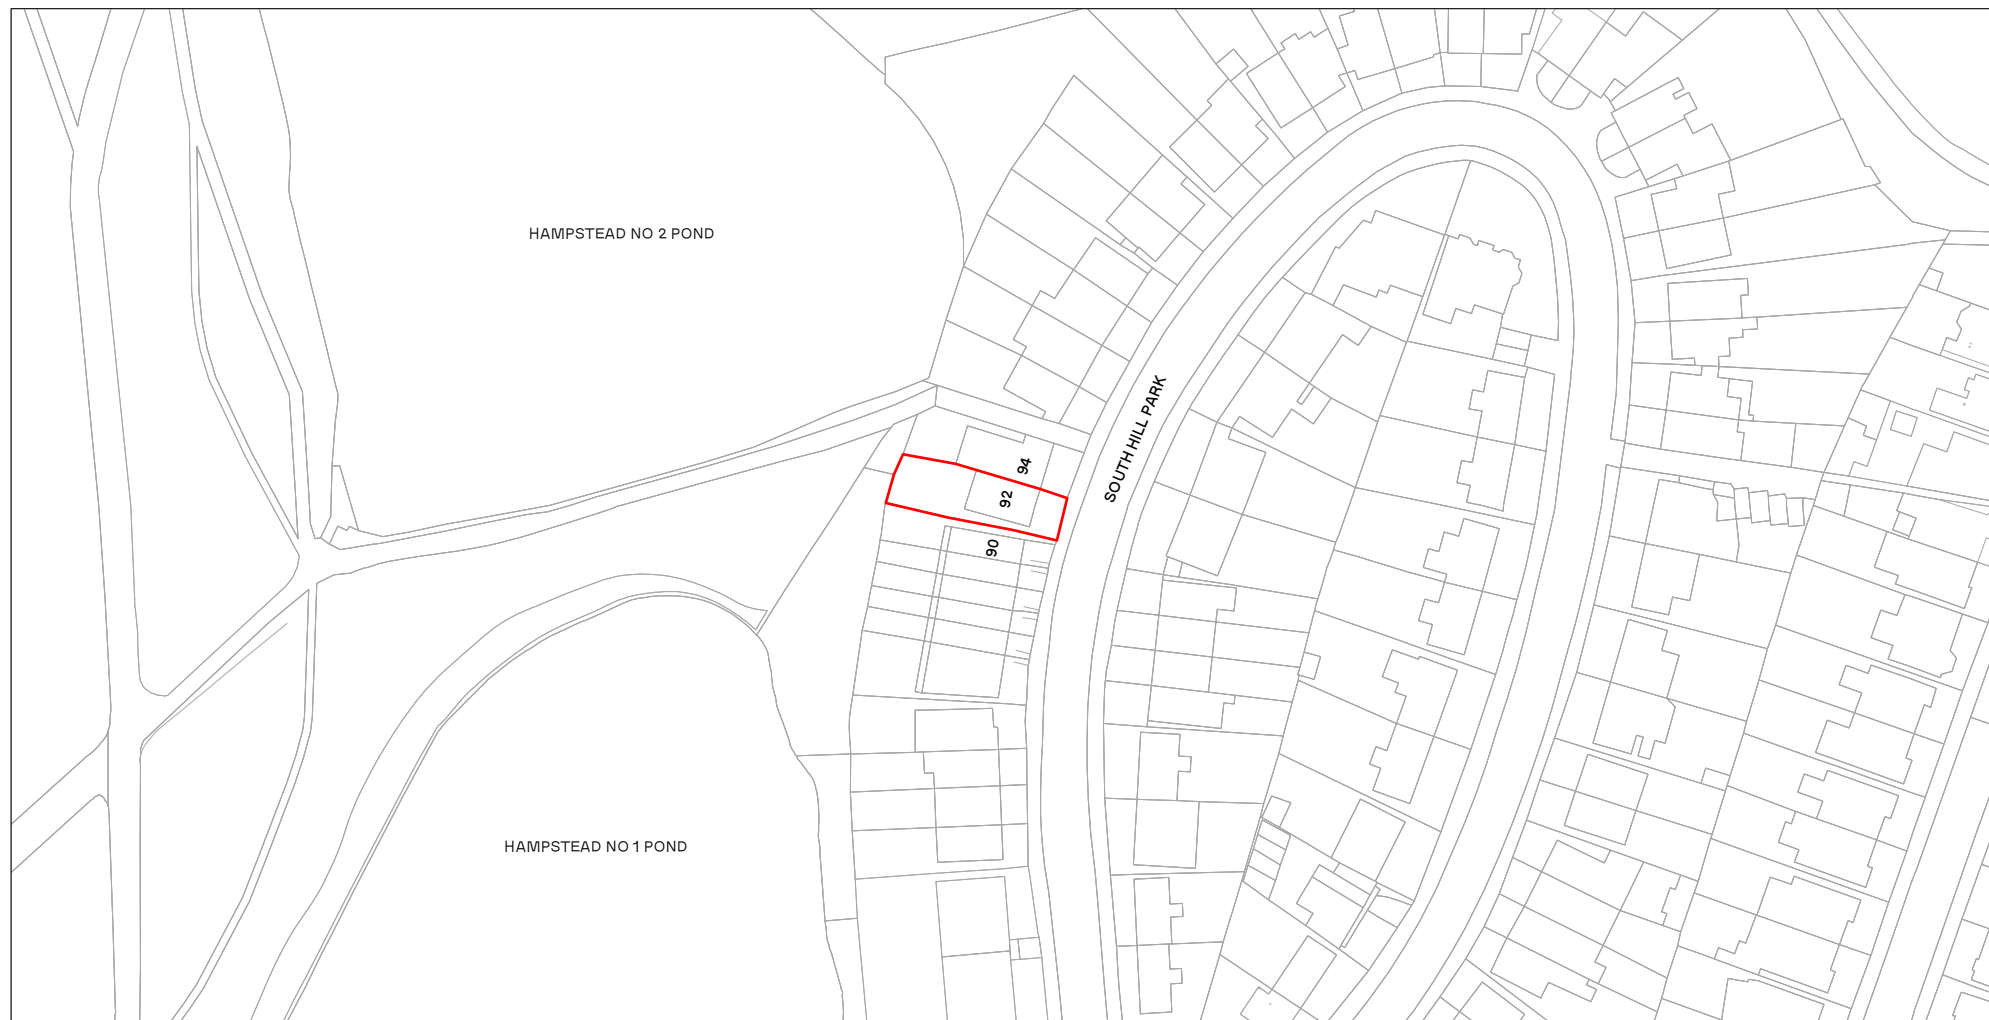 HAMPSTEAD NO 2 POND
SOUTH HILL PARK
94
92
90
HAMPSTEAD NO 1 POND